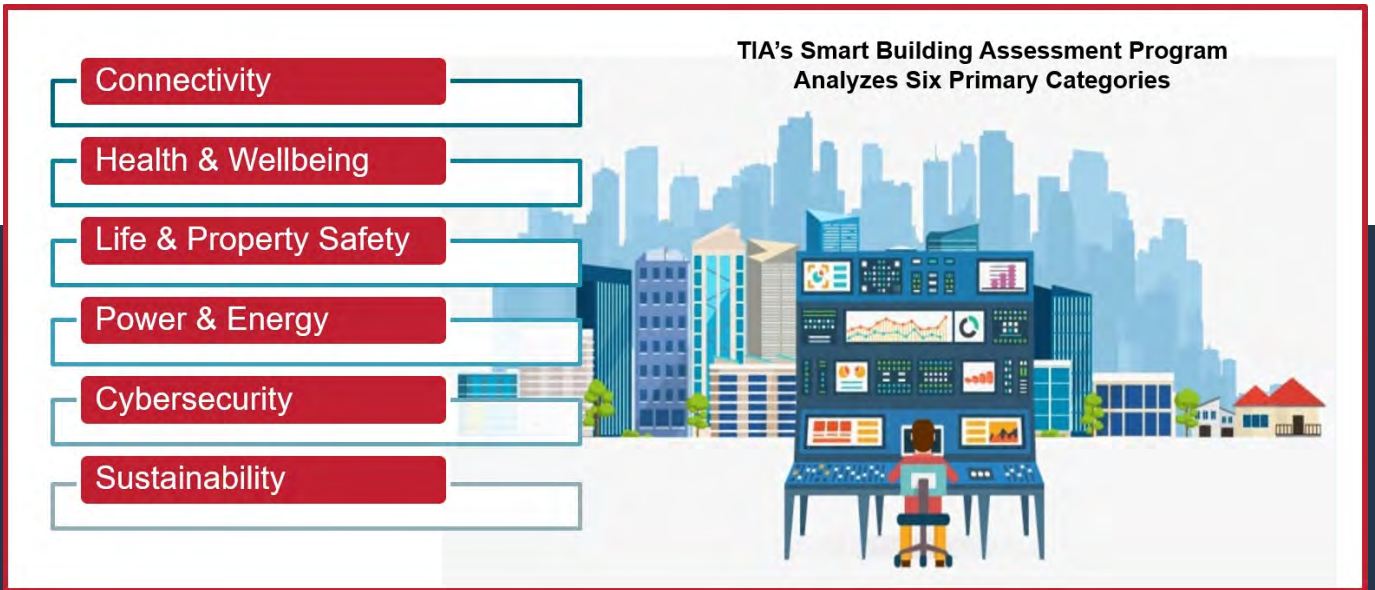 TIA's Smart Building Assessment Program
Analyzes Six Primary Categories
Connectivity
Health & Wellbeing
Life & Property Safety
Power & Energy
Cybersecurity
Sustainability